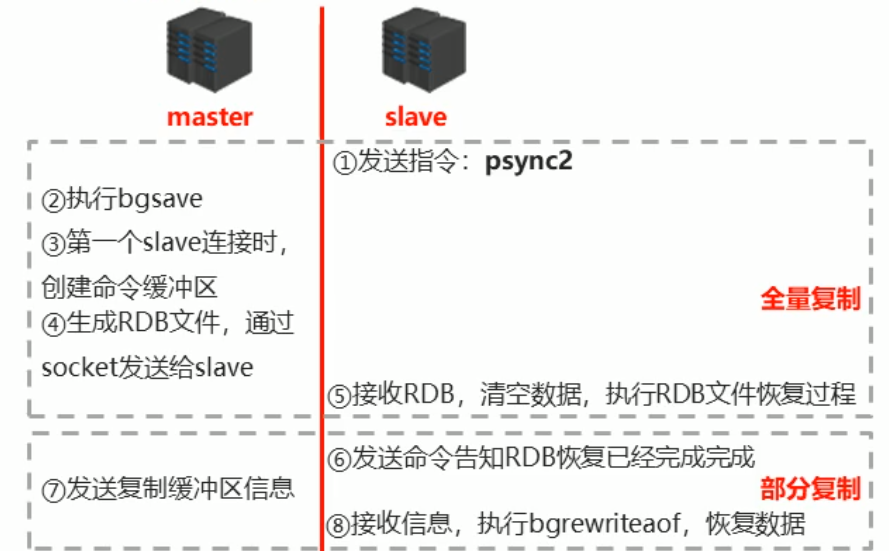 master
slave
①发送指令：psync2
②执行bgsave
③第一个slave连接时，
创建命令缓冲区
④生成RDB文件，通过
socket发送给slave
全量复制
⑤接收RDB，清空数据，执行RDB文件恢复过程
⑥发送命令告知RDB恢复已经完成完成
⑦发送复制缓冲区信息
部分复制
⑧接收信息，执行bgrewriteaof，恢复数据